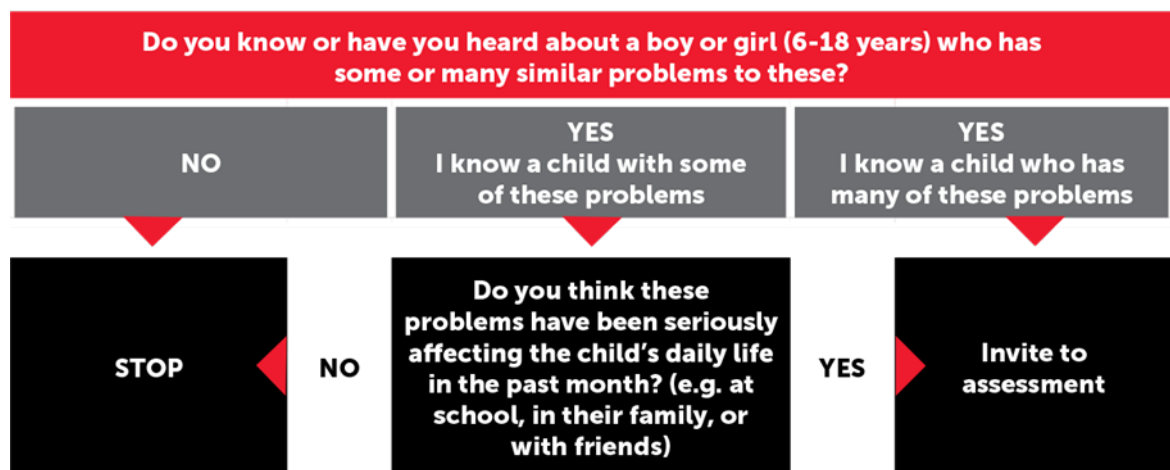 Do you know or have you heard about a boy or girl (6-18 years) who has
some or many similar problems to these?
NO
YES
I know a child with some
of these problems
YES
I know a child who has
many of these problems
STOP
NO
Do you think these
problems have been seriously
affecting the child’s daily life
in the past month? (e.g. at
school, in their family, or
with friends)
YES
Invite to
assessment